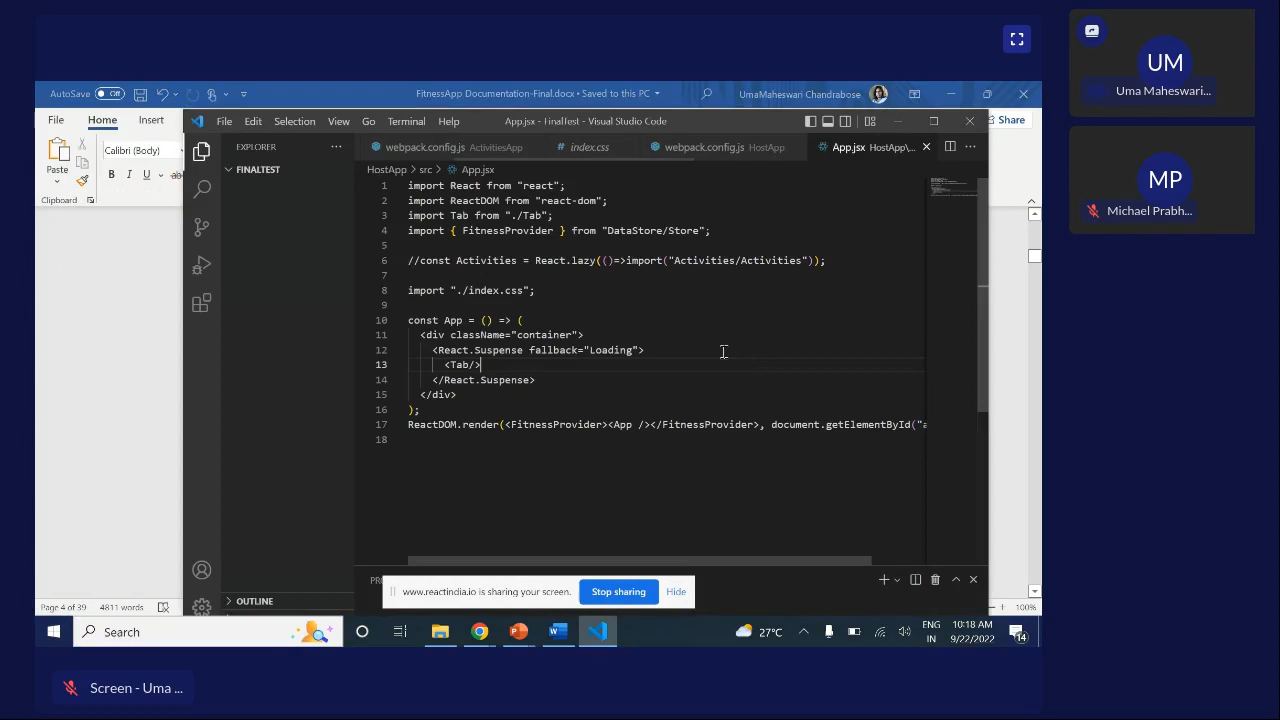 AutoSave Off
FitnessApp Documentation-Final.docx • Saved to this PC
UmaMaheswari Chandrabose
File Home Insert
Share
Calibri (Body)
Paste
B I U
Clipboard
File Edit Selection View Go Terminal Help
App.jsx - FinalTest - Visual Studio Code
EXPLORER
FINALTEST
OUTLINE
webpack.config.js ActivitiesApp
index.css
webpack.config.js HostApp
App.jsx HostApp\...
HostApp > src > App.jsx
1 import React from "react";
2 import ReactDOM from "react-dom";
3 import Tab from "./Tab";
4 import { FitnessProvider } from "DataStore/Store";
5
6 //const Activities = React.lazy(()=>import("Activities/Activities"));
7
8 import "./index.css";
9
10 const App = () => (
11 <div className="container">
12 <React.Suspense fallback="Loading">
13 <Tab/>
14 </React.Suspense>
15 </div>
16 );
17 ReactDOM.render(<FitnessProvider><App /></FitnessProvider>, document.getElementById("a
18
www.reactindia.io is sharing your screen.
Stop sharing
Hide
Page 4 of 39 4811 words
100%
Search
27°C
ENG
IN
10:18 AM
9/22/2022
14
Screen - Uma ...
UM
Uma Maheswari...
MP
Michael Prabh...